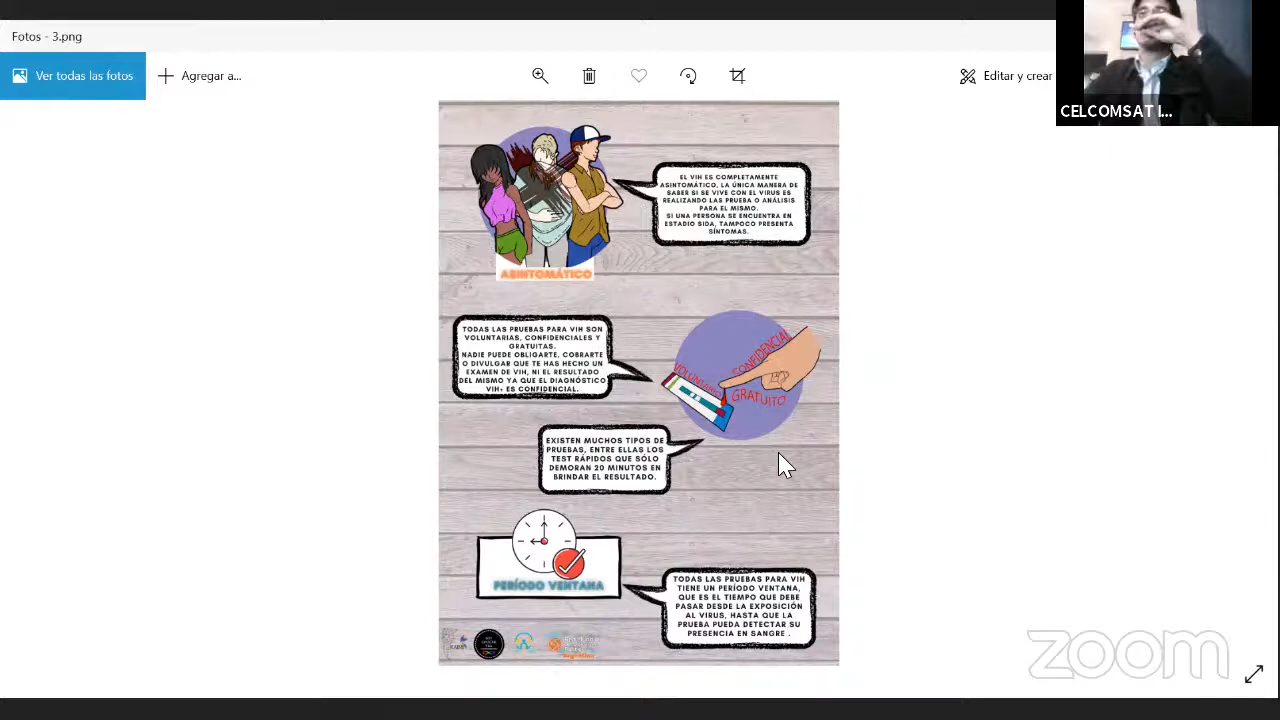 Fotos - 3.png
Ver todas las fotos
Agregar a...
Editar y crear
CELCOMSAT I...
EL VIH ES COMPLETAMENTE
ASINTOMÁTICO, LA ÚNICA MANERA DE
SABER SI SE VIVE CON EL VIRUS ES
REALIZANDO LAS PRUEBA O ANÁLISIS
PARA EL MISMO.
SI UNA PERSONA SE ENCUENTRA EN
ESTADIO SIDA, TAMPOCO PRESENTA
SÍNTOMAS.
ASINTOMÁTICO
TODAS LAS PRUEBAS PARA VIH SON
VOLUNTARIAS, CONFIDENCIALES Y
GRATUITAS.
NADIE PUEDE OBLIGARTE, COBRARTE
O DIVULGAR QUE TE HAS HECHO UN
EXAMEN DE VIH, NI EL RESULTADO
DEL MISMO YA QUE EL DIAGNÓSTICO
VIH+ ES CONFIDENCIAL.
CONFIDENCIAL
VOLUNTARIO
GRATUITO
EXISTEN MUCHOS TIPOS DE
PRUEBAS, ENTRE ELLAS LOS
TEST RÁPIDOS QUE SÓLO
DEMORAN 20 MINUTOS EN
BRINDAR EL RESULTADO.
PERÍODO VENTANA
TODAS LAS PRUEBAS PARA VIH
TIENE UN PERÍODO VENTANA,
QUE ES EL TIEMPO QUE DEBE
PASAR DESDE LA EXPOSICIÓN
AL VIRUS, HASTA QUE LA
PRUEBA PUEDA DETECTAR SU
PRESENCIA EN SANGRE .
zoom